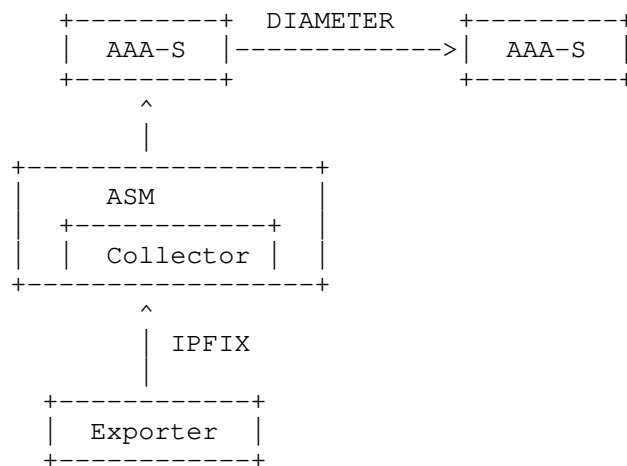 DIAMETER
AAA-S ------------->  AAA-S
ASM
Collector
IPFIX
Exporter